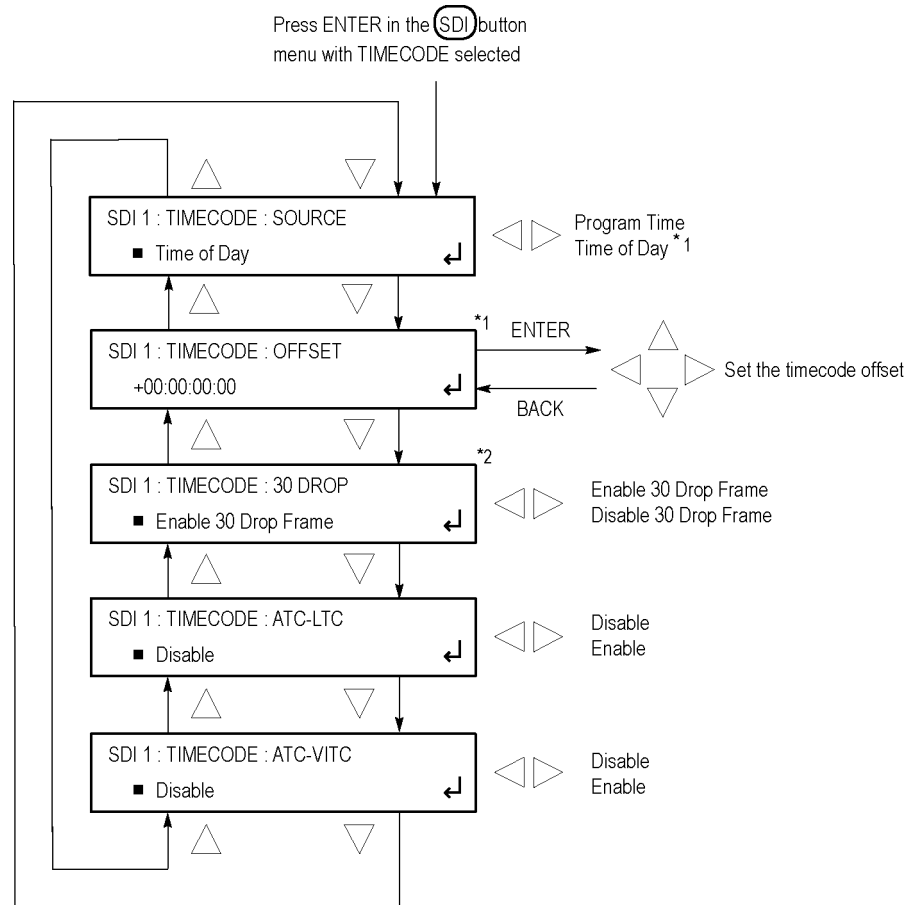 Press ENTER in the SDI button
menu with TIMECODE selected
SDI 1 : TIMECODE : SOURCE
■ Time of Day
Program Time
Time of Day *1
*1
ENTER
SDI 1 : TIMECODE : OFFSET
+00:00:00:00
BACK
Set the timecode offset
*2
SDI 1 : TIMECODE : 30 DROP
■ Enable 30 Drop Frame
Enable 30 Drop Frame
Disable 30 Drop Frame
SDI 1 : TIMECODE : ATC-LTC
■ Disable
Disable
Enable
SDI 1 : TIMECODE : ATC-VITC
■ Disable
Disable
Enable